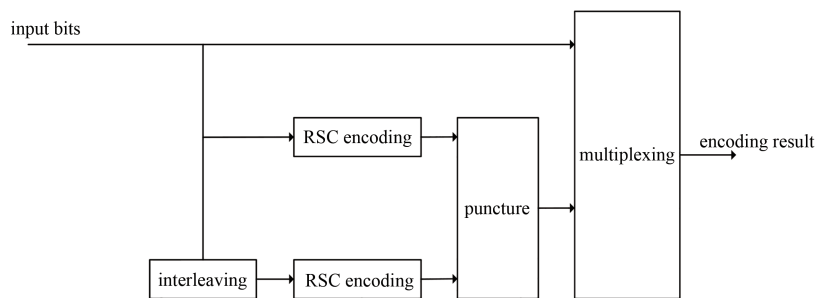 input bits
RSC encoding
encoding result
multiplexing
puncture
interleaving
RSC encoding